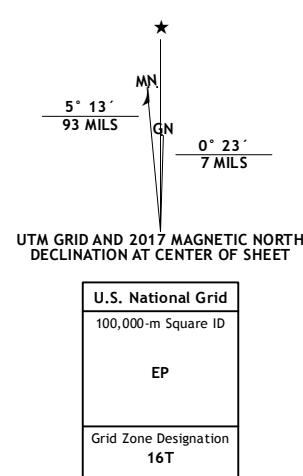 ★
MN
5° 13´
93 MILS
GN
0° 23´
7 MILS
UTM GRID AND 2017 MAGNETIC NORTH
DECLINATION AT CENTER OF SHEET
U.S. National Grid
100,000-m Square ID
EP
Grid Zone Designation
16T